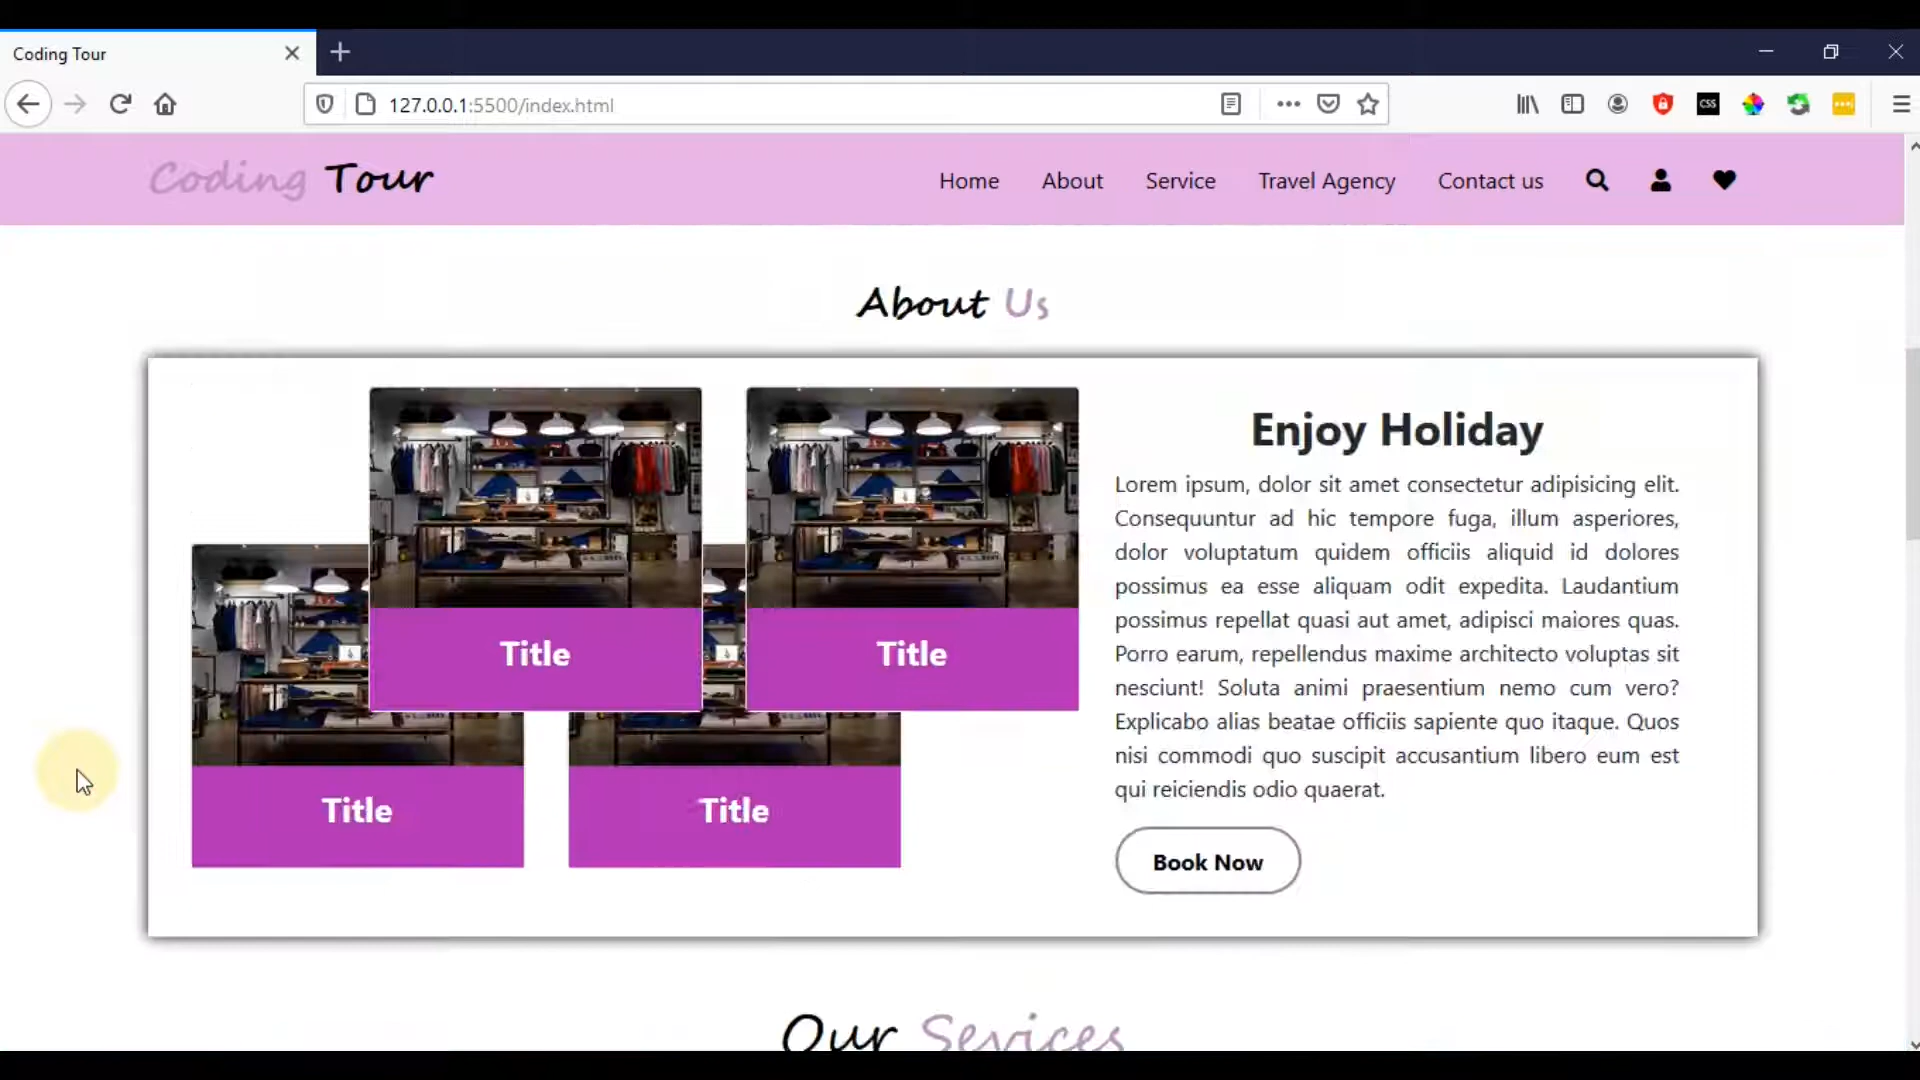 Coding Tour
127.0.0.1:5500/index.html
CSS
Coding Tour
Home About Service Travel Agency Contact us
About Us
Title
Title
Title
Title
Enjoy Holiday
Lorem ipsum, dolor sit amet consectetur adipisicing elit.
Consequuntur ad hic tempore fuga, illum asperiores,
dolor voluptatum quidem officiis aliquid id dolores
possimus ea esse aliquam odit expedita. Laudantium
possimus repellat quasi aut amet, adipisci maiores quas.
Porro earum, repellendus maxime architecto voluptas sit
nesciunt! Soluta animi praesentium nemo cum vero?
Explicabo alias beatae officiis sapiente quo itaque. Quos
nisi commodi quo suscipit accusantium libero eum est
qui reiciendis odio quaerat.
Book Now
Our Sevices